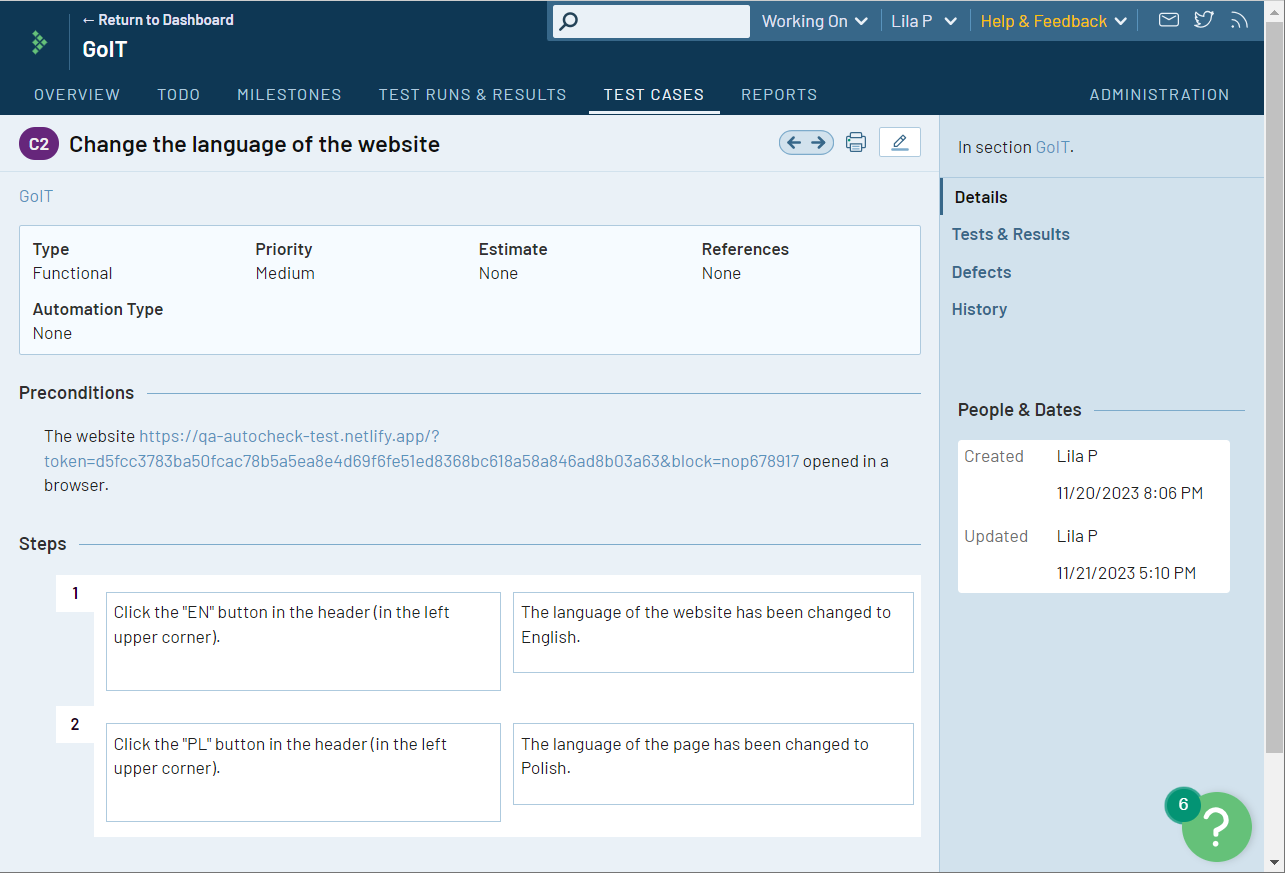 ← Return to Dashboard
GoIT
Working On
Lila P
Help & Feedback
OVERVIEW
TODO
MILESTONES
TEST RUNS & RESULTS
TEST CASES
REPORTS
ADMINISTRATION
C2
Change the language of the website
GoIT
Type
Functional
Priority
Medium
Estimate
None
References
None
Automation Type
None
Preconditions
The website https://qa-autocheck-test.netlify.app/?
token=d5fcc3783ba50fcac78b5a5ea8e4d69f6fe51ed8368bc618a58a846ad8b03a63&block=nop678917 opened in a
browser.
Steps
1
Click the "EN" button in the header (in the left
upper corner).
The language of the website has been changed to
English.
2
Click the "PL" button in the header (in the left
upper corner).
The language of the page has been changed to
Polish.
In section GoIT.
Details
Tests & Results
Defects
History
People & Dates
Created
Lila P
11/20/2023 8:06 PM
Updated
Lila P
11/21/2023 5:10 PM
6
?